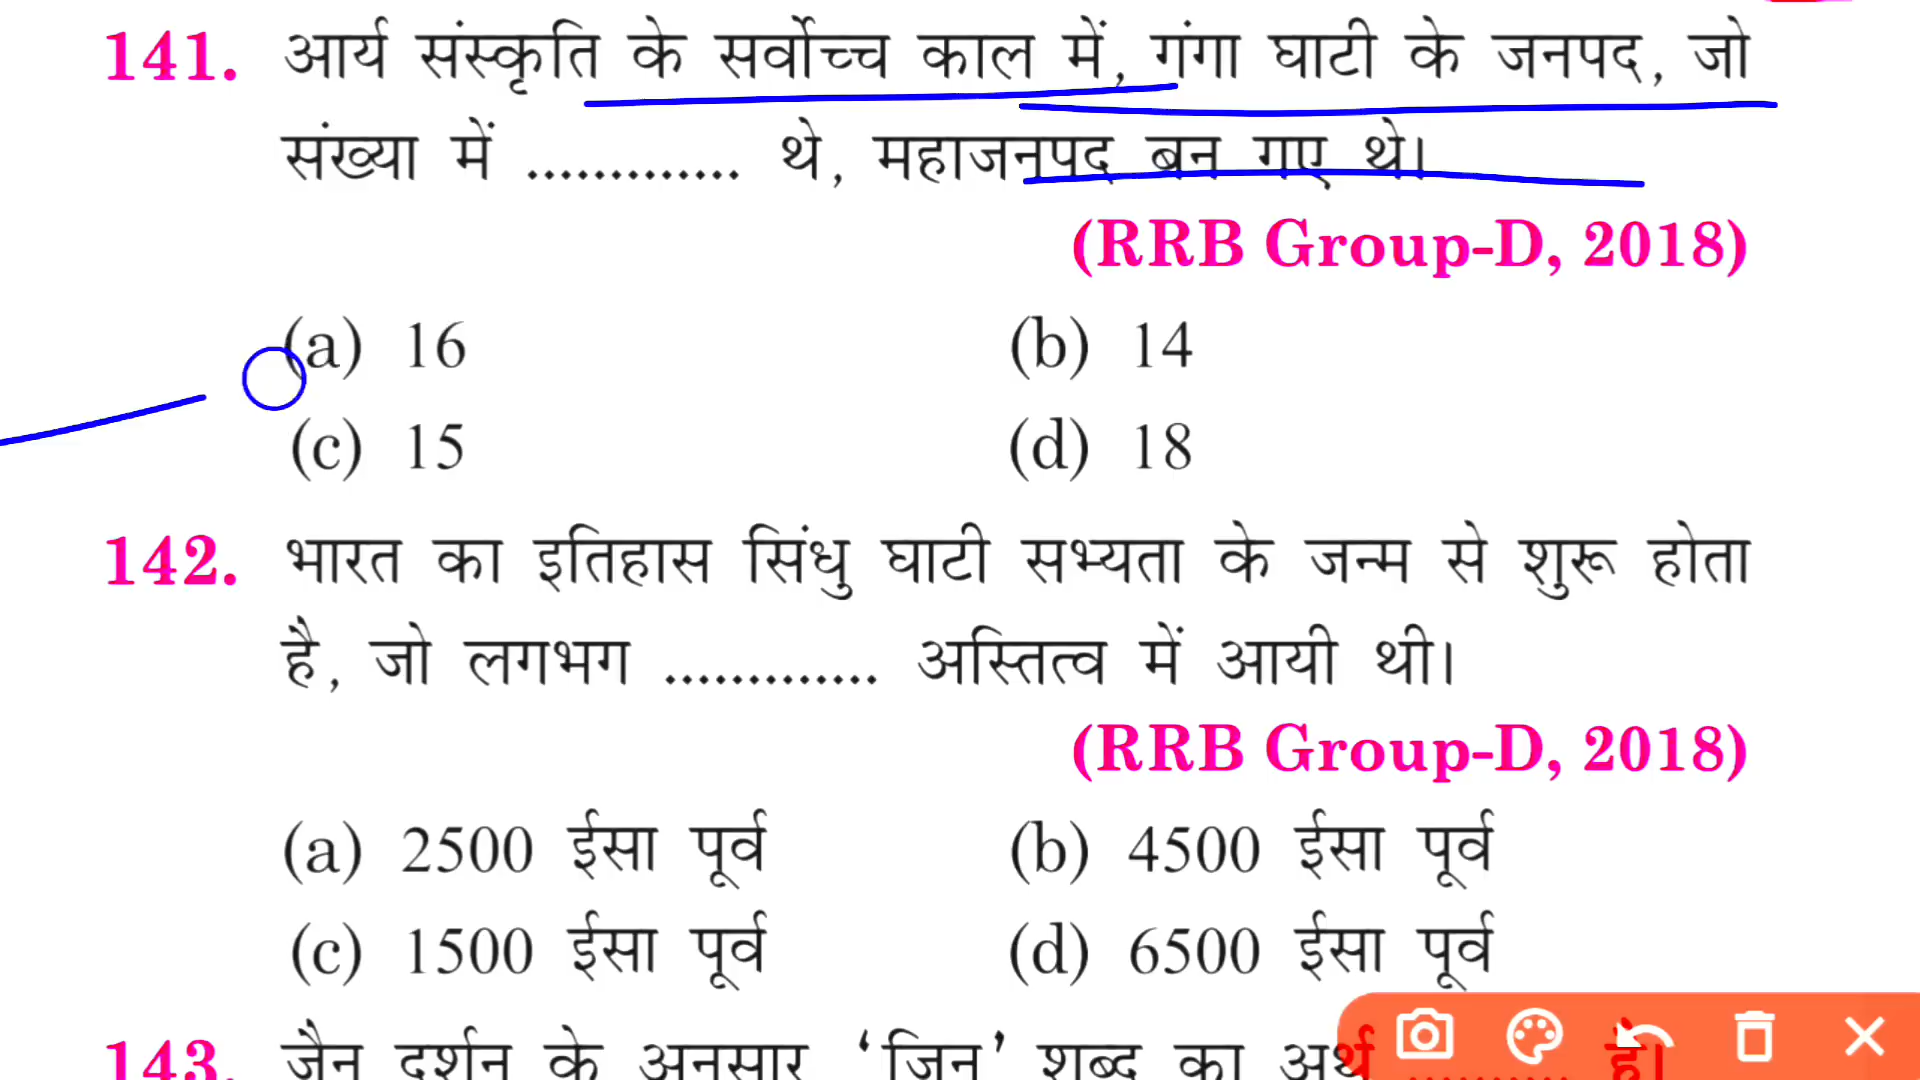 141. आर्य संस्कृति के सर्वोच्च काल में, गंगा घाटी के जनपद, जो
संख्या में ............. थे, महाजनपद बन गए थे।
(RRB Group-D, 2018)
(a) 16 (b) 14
(c) 15 (d) 18
142. भारत का इतिहास सिंधु घाटी सभ्यता के जन्म से शुरू होता
है, जो लगभग ............. अस्तित्व में आयी थी।
(RRB Group-D, 2018)
(a) 2500 ईसा पूर्व (b) 4500 ईसा पूर्व
(c) 1500 ईसा पूर्व (d) 6500 ईसा पूर्व
143. जैन दर्शन के अनुसार ‘जिन’ शब्द का अर्थ .......... है।